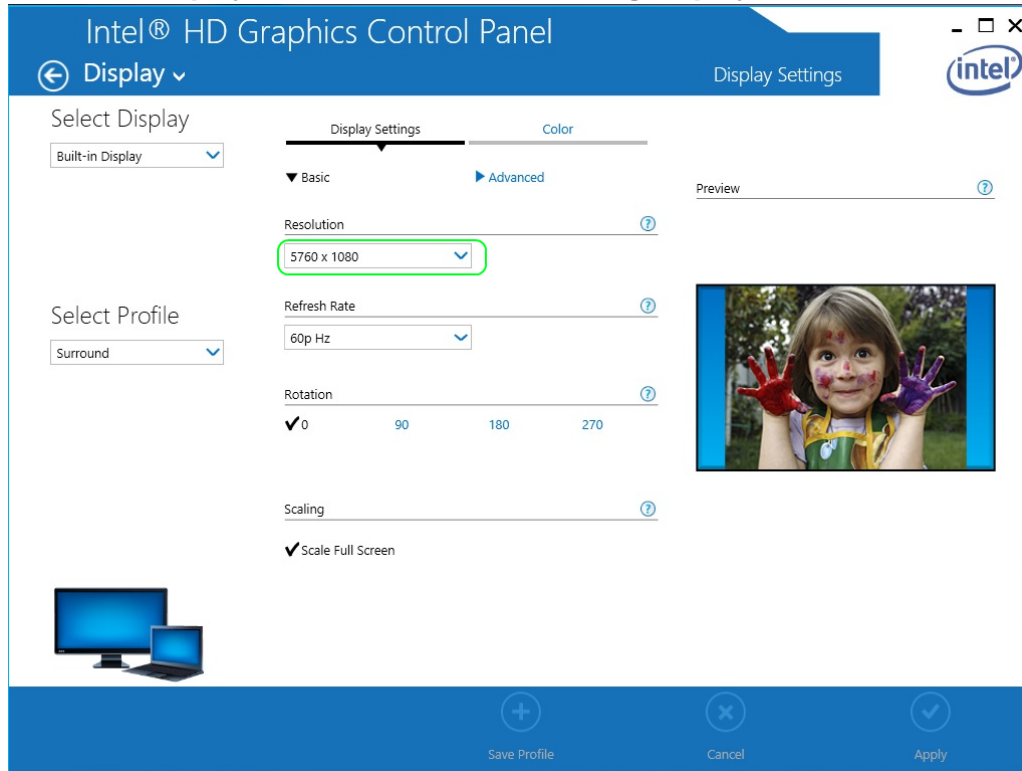 Intel® HD Graphics Control Panel
Display
Display Settings
intel
Select Display
Built-in Display
Select Profile
Surround
Display Settings
Color
Basic
Advanced
Resolution
5760 x 1080
Refresh Rate
60p Hz
Rotation
0 90 180 270
Scaling
Scale Full Screen
Preview
Save Profile
Cancel
Apply